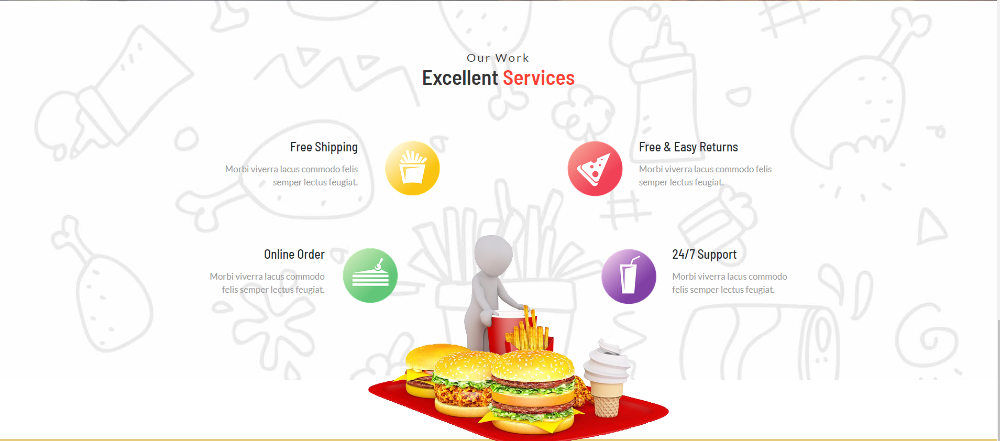 Our Work
Excellent Services
Free Shipping
Morbi viverra lacus commodo felis
semper lectus feugiat.
Free & Easy Returns
Morbi viverra lacus commodo felis
semper lectus feugiat.
Online Order
Morbi viverra lacus commodo
felis semper lectus feugiat.
24/7 Support
Morbi viverra lacus commodo
felis semper lectus feugiat.